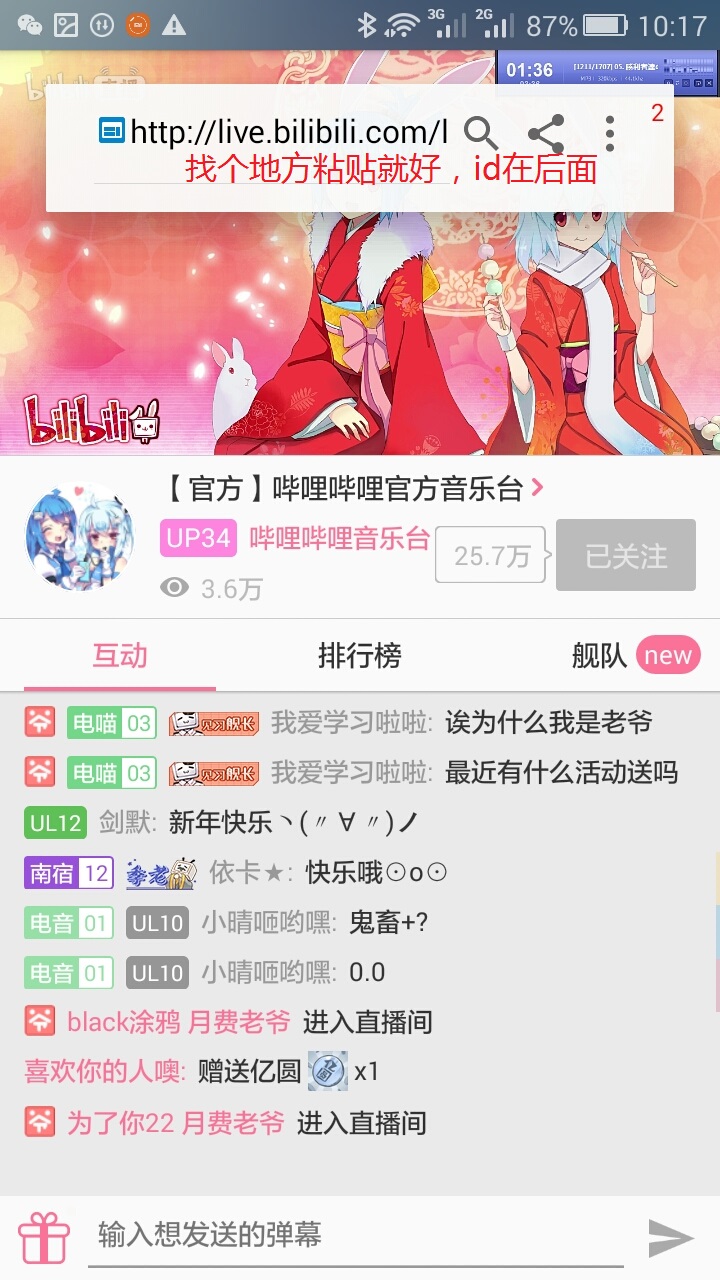 3G 2G 87% 10:17
01:36
http://live.bilibili.com/l
2
找个地方粘贴就好，id在后面
bilibili
【官方】哔哩哔哩官方音乐台
UP34 哔哩哔哩音乐台 25.7万 已关注
3.6万
互动 排行榜 舰队 new
爷 电喵 03 见习舰长 我爱学习啦啦: 诶为什么我是老爷
爷 电喵 03 见习舰长 我爱学习啦啦: 最近有什么活动送吗
UL12 剑默: 新年快乐ヽ(〃∀〃)ノ
南宿 12 季老 依卡★: 快乐哦⊙o⊙
电音 01 UL10 小晴咂哟嘿: 鬼畜+?
电音 01 UL10 小晴咂哟嘿: 0.0
爷 black涂鸦 月费老爷 进入直播间
喜欢你的人噢: 赠送亿圆 x1
爷 为了你22 月费老爷 进入直播间
输入想发送的弹幕